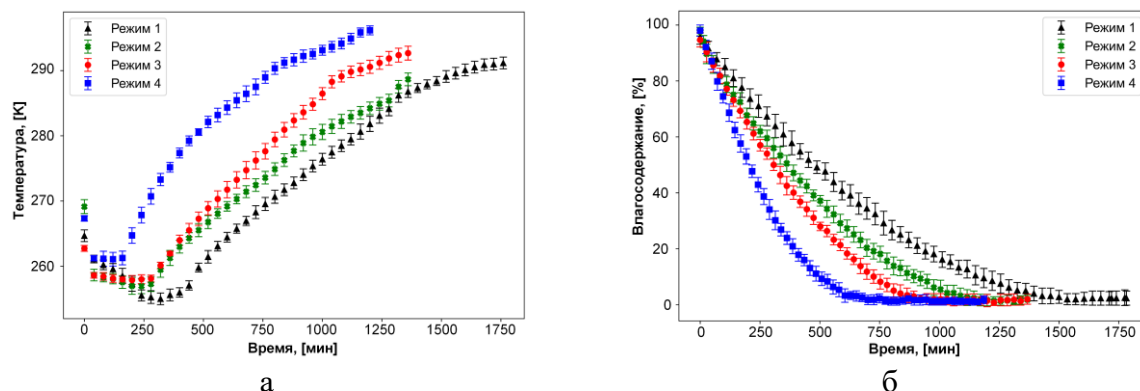 Режим 1
Режим 2
Режим 3
Режим 4
Температура, [К]
290
280
270
260
0
250
500
750
1000
1250
1500
1750
Время, [мин]
а
Режим 1
Режим 2
Режим 3
Режим 4
Влагосодержание, [%]
100
80
60
40
20
0
0
250
500
750
1000
1250
1500
1750
Время, [мин]
б